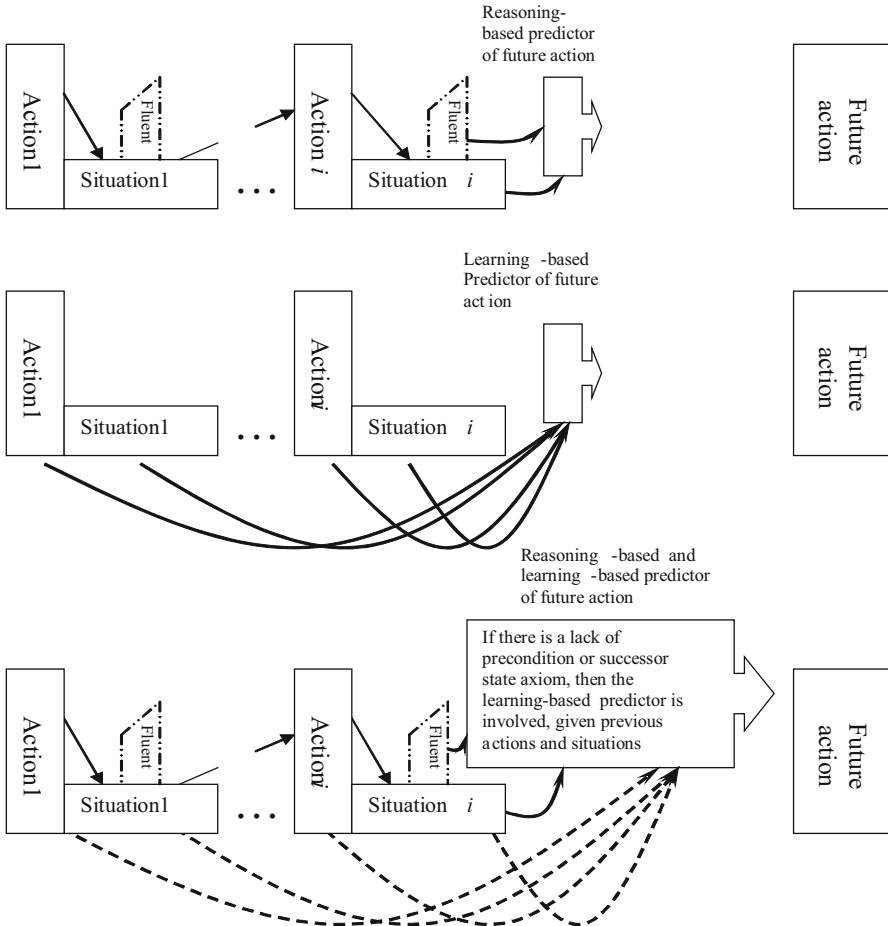 Reasoning-
based predictor
of future action
Action1
Fluent
Situation1
...
Action i
Fluent
Situation i
Future
action
Learning -based
Predictor of future
act ion
Action1
Situation1
...
Actioni
Situation i
Future
action
Reasoning -based and
learning -based predictor
of future action
If there is a lack of
precondition or successor
state axiom, then the
learning-based predictor is
involved, given previous
actions and situations
Action1
Fluent
Situation1
...
Actioni
Fluent
Situation i
Future
action